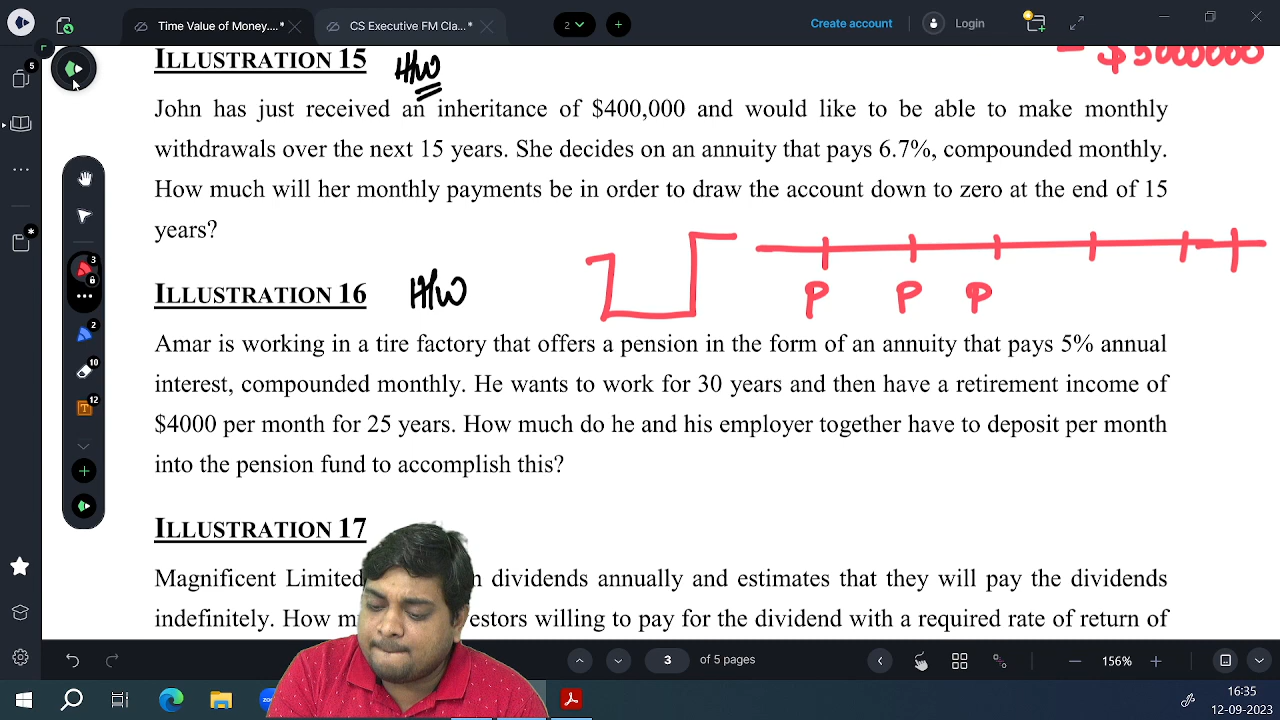 Time Value of Money....*
CS Executive FM Cla...*
2
Create account
Login
ILLUSTRATION 15
H/W
= $5000000
John has just received an inheritance of $400,000 and would like to be able to make monthly
withdrawals over the next 15 years. She decides on an annuity that pays 6.7%, compounded monthly.
How much will her monthly payments be in order to draw the account down to zero at the end of 15
years?
P P P
ILLUSTRATION 16
H/W
Amar is working in a tire factory that offers a pension in the form of an annuity that pays 5% annual
interest, compounded monthly. He wants to work for 30 years and then have a retirement income of
$4000 per month for 25 years. How much do he and his employer together have to deposit per month
into the pension fund to accomplish this?
ILLUSTRATION 17
Magnificent Limited dividends annually and estimates that they will pay the dividends
indefinitely. How willing to pay for the dividend with a required rate of return of
5
3
2
10
T 12
3 of 5 pages
156%
16:35
12-09-2023